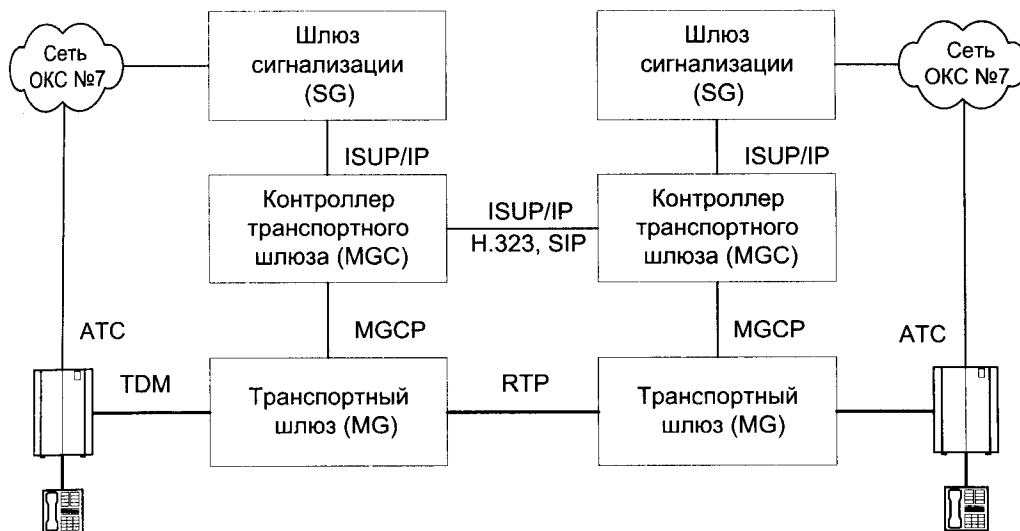 Сеть
ОКС №7
Шлюз
сигнализации
(SG)
Шлюз
сигнализации
(SG)
Сеть
ОКС №7
ISUP/IP
ISUP/IP
Контроллер
транспортного
шлюза (MGC)
ISUP/IP
H.323, SIP
Контроллер
транспортного
шлюза (MGC)
АТС
MGCP
MGCP
АТС
TDM
Транспортный
шлюз (MG)
RTP
Транспортный
шлюз (MG)